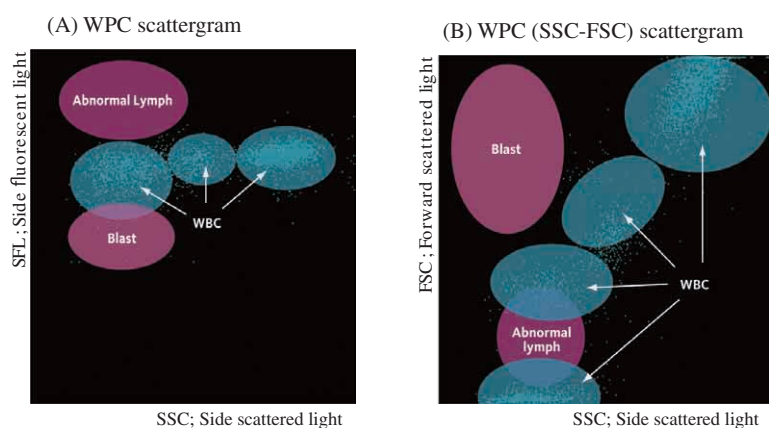 (A) WPC scattergram
SFL; Side fluorescent light
Abnormal Lymph
WBC
Blast
SSC; Side scattered light
(B) WPC (SSC-FSC) scattergram
FSC; Forward scattered light
Blast
WBC
Abnormal
lymph
SSC; Side scattered light